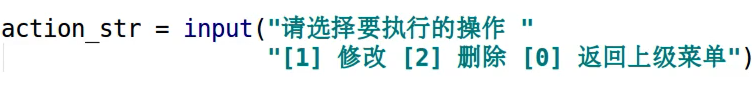 action_str = input("请选择要执行的操作 "
"[1] 修改 [2] 删除 [0] 返回上级菜单")